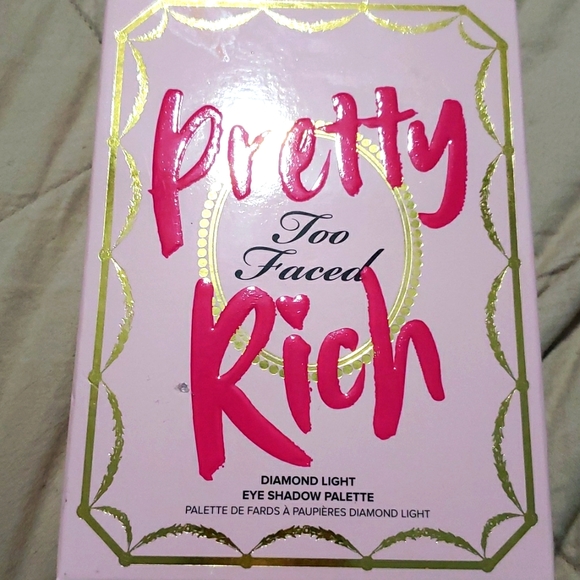 Pretty
Too
Faced
Rich
DIAMOND LIGHT
EYE SHADOW PALETTE
PALETTE DE FARDS À PAUPIÈRES DIAMOND LIGHT